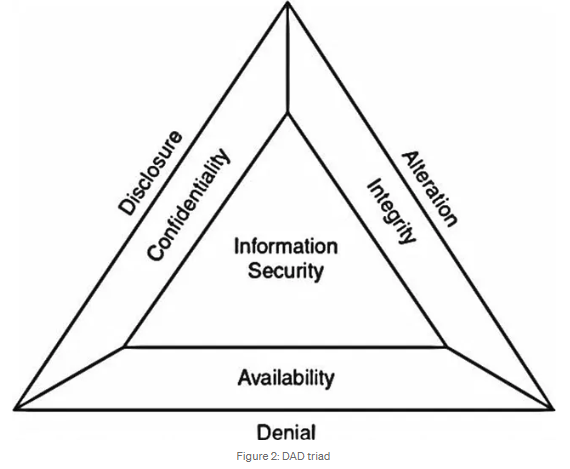 Disclosure
Confidentiality
Alteration
Integrity
Information
Security
Availability
Denial
Figure 2: DAD triad